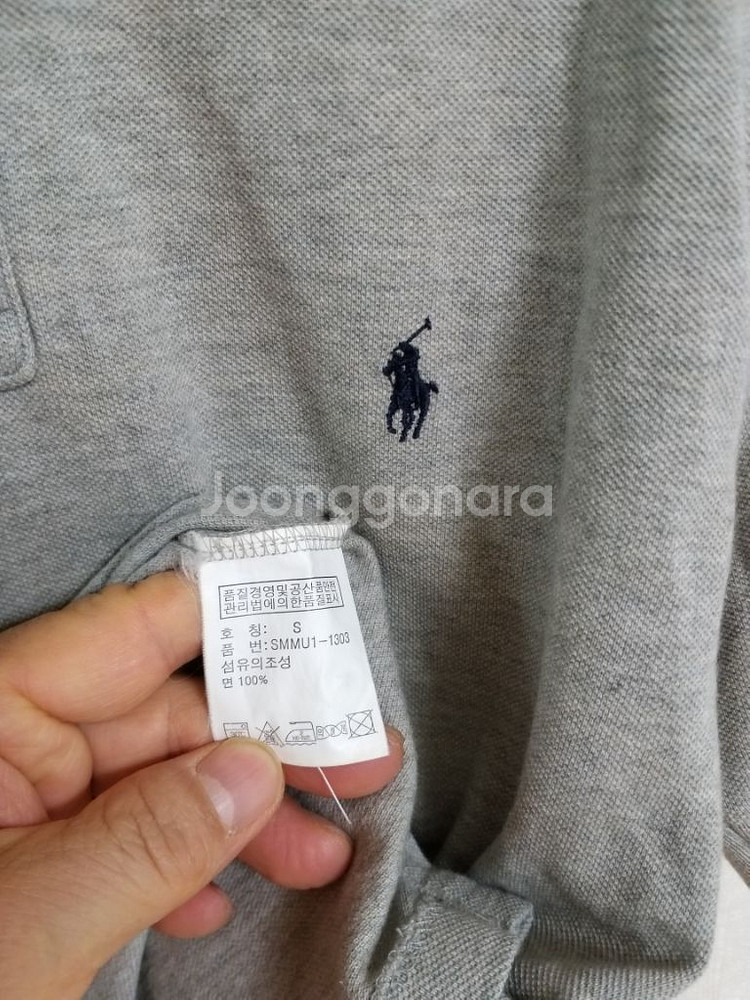 Joonggonara
품질경영및공산품안전
관리법에의한품질표시
호 칭: S
품 번:SMMU1-1303
섬유의조성
면 100%